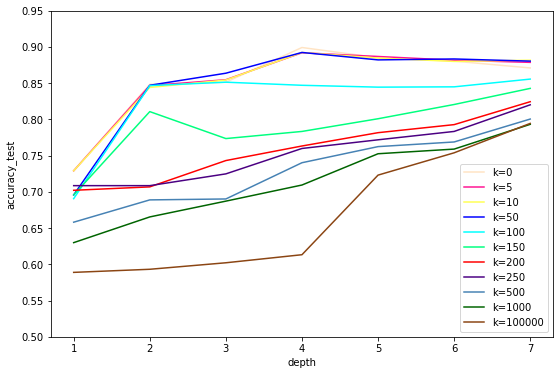 0.95
0.90
0.85
0.80
0.75
0.70
0.65
0.60
0.55
0.50
accuracy_test
1 2 3 4 5 6 7
depth
k=0
k=5
k=10
k=50
k=100
k=150
k=200
k=250
k=500
k=1000
k=100000